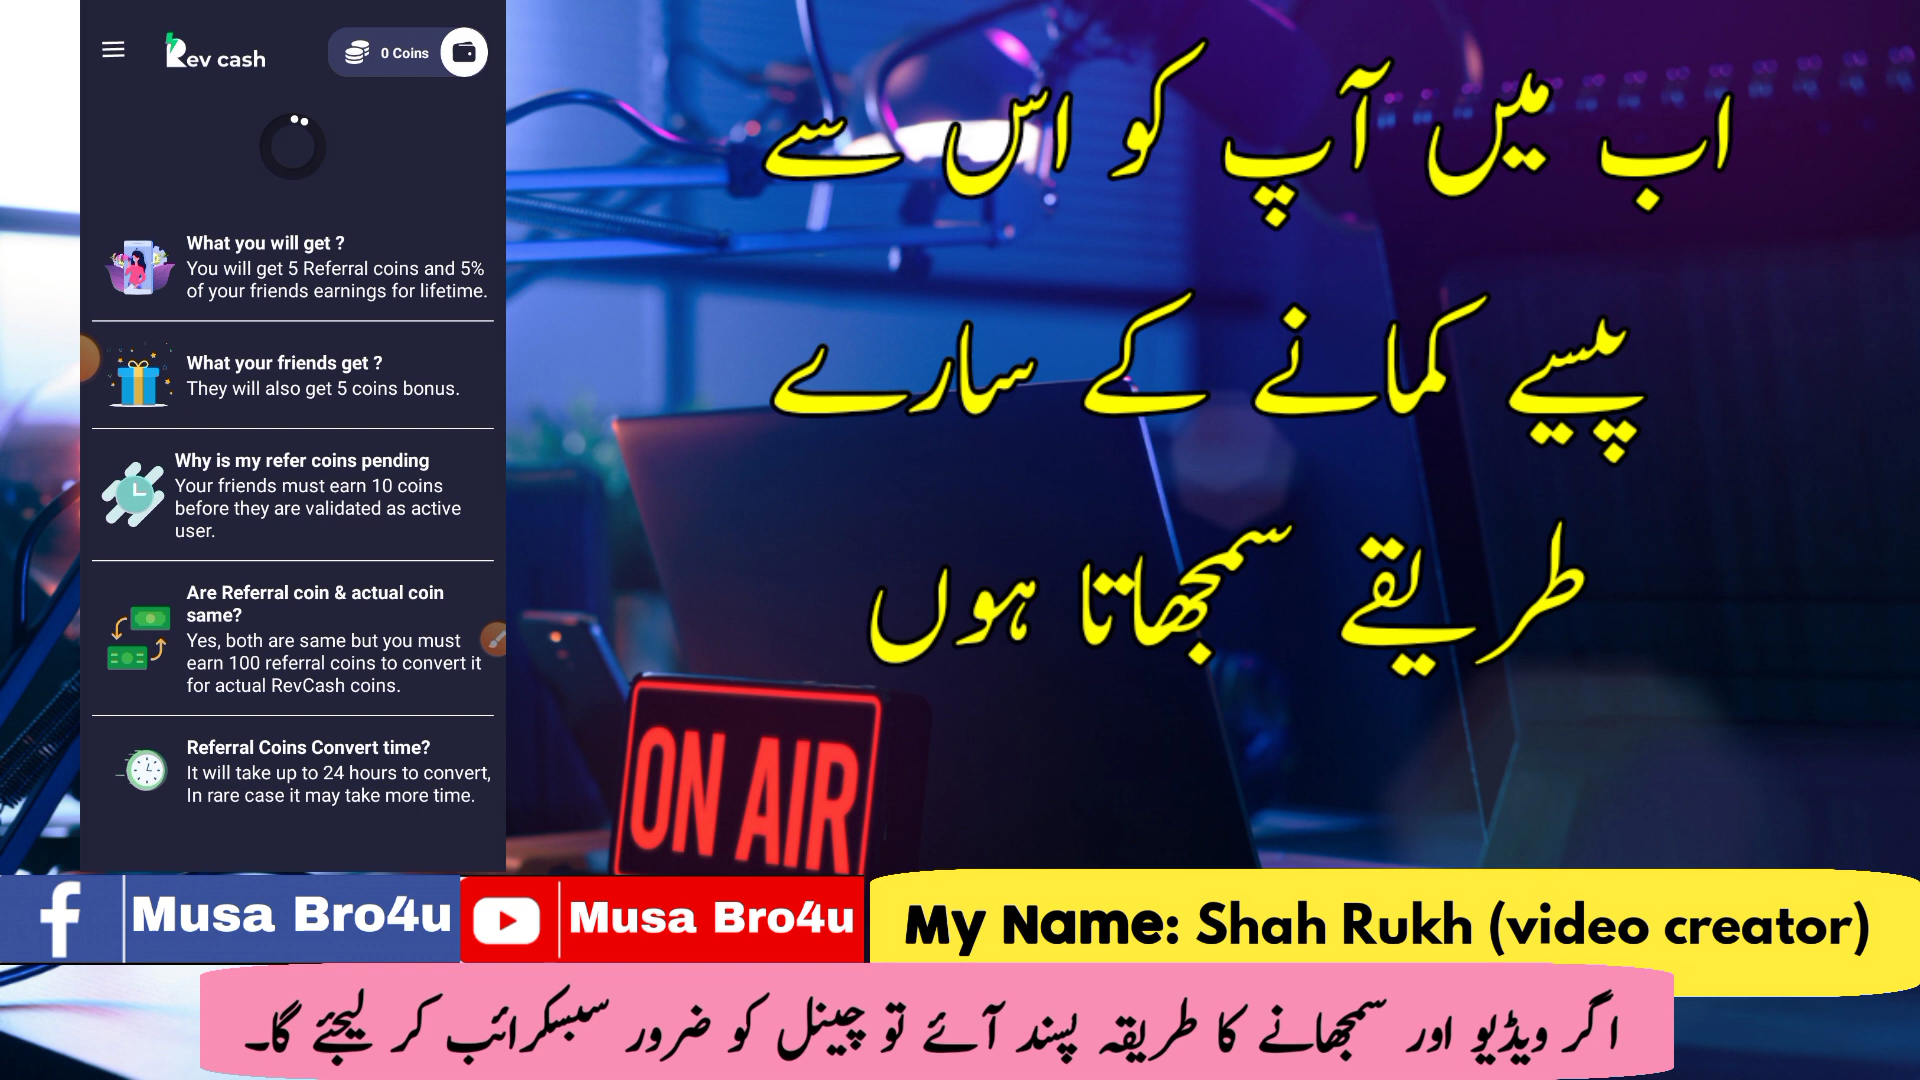 Rev cash
0 Coins
What you will get ?
You will get 5 Referral coins and 5%
of your friends earnings for lifetime.
What your friends get ?
They will also get 5 coins bonus.
Why is my refer coins pending
Your friends must earn 10 coins
before they are validated as active
user.
Are Referral coin & actual coin
same?
Yes, both are same but you must
earn 100 referral coins to convert it
for actual RevCash coins.
Referral Coins Convert time?
It will take up to 24 hours to convert,
In rare case it may take more time.
اب میں آپ کو اس سے
پیسے کمانے کے سارے
طریقے سمجھاتا ہوں
ON AIR
Musa Bro4u
Musa Bro4u
My Name: Shah Rukh (video creator)
اگر ویڈیو اور سمجھانے کا طریقہ پسند آئے تو چینل کو ضرور سبسکرائب کر لیجئے گا۔